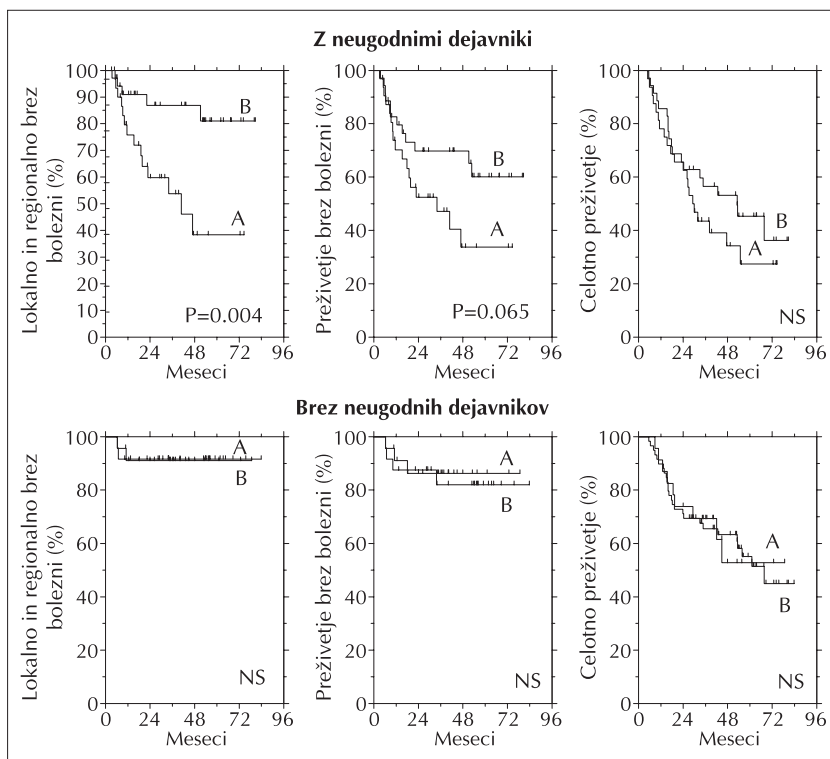 Z neugodnimi dejavniki
Lokalno in regionalno brez
bolezni (%)
100
90
80
70
60
50
40
30
90
10
0
B
A
P=0.004
0 24 48 72 96
Meseci
Preživetje brez bolezni (%)
100
80
60
40
20
0
B
A
P=0.065
0 24 48 72 96
Meseci
Celotno preživetje (%)
100
80
60
40
20
0
B
A
NS
0 24 48 72 96
Meseci
Brez neugodnih dejavnikov
Lokalno in regionalno brez
bolezni (%)
100
80
60
40
20
0
A
B
NS
0 24 48 72 96
Meseci
Preživetje brez bolezni (%)
100
80
60
40
20
0
A
B
NS
0 24 48 72 96
Meseci
Celotno preživetje (%)
100
80
60
40
20
0
A
B
NS
0 24 48 72 96
Meseci